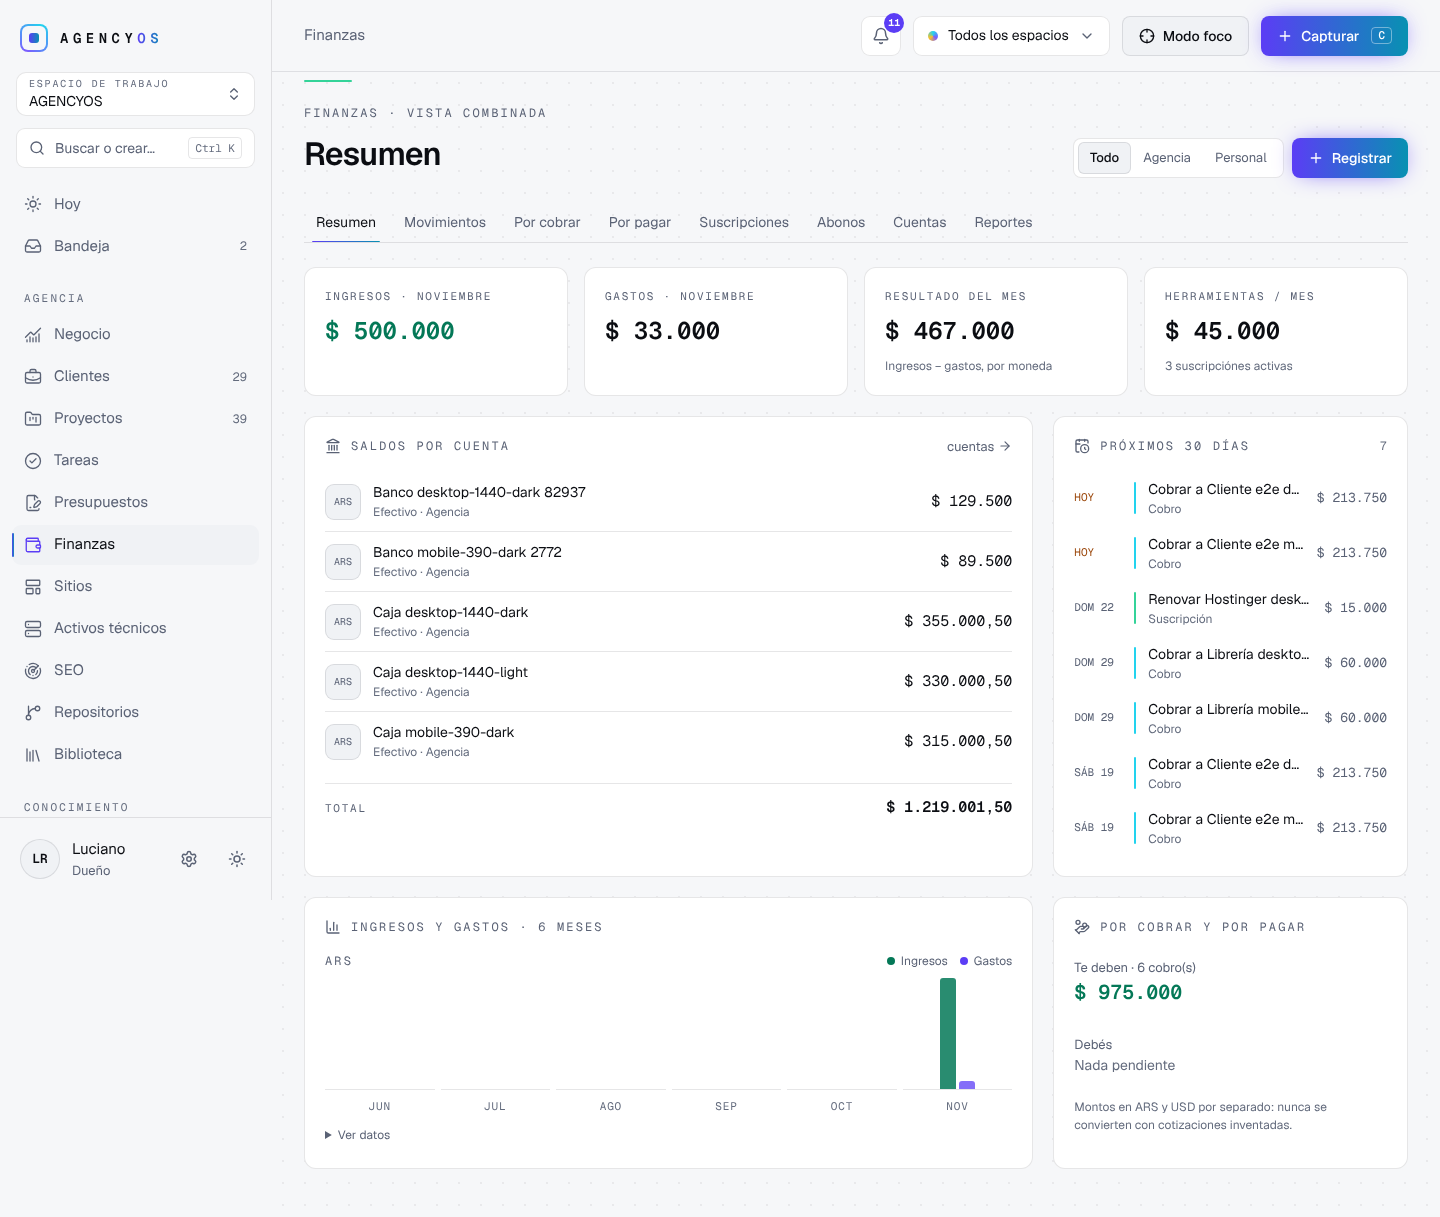 AGENCYOS
ESPACIO DE TRABAJO
AGENCYOS
Buscar o crear...
Ctrl K
Hoy
Bandeja 2
AGENCIA
Negocio
Clientes 29
Proyectos 39
Tareas
Presupuestos
Finanzas
Sitios
Activos técnicos
SEO
Repositorios
Biblioteca
CONOCIMIENTO
LR
Luciano
Dueño
Finanzas
11
Todos los espacios
Modo foco
Capturar C
FINANZAS · VISTA COMBINADA
Resumen
Todo Agencia Personal
Registrar
Resumen Movimientos Por cobrar Por pagar Suscripciones Abonos Cuentas Reportes
INGRESOS · NOVIEMBRE
$ 500.000
GASTOS · NOVIEMBRE
$ 33.000
RESULTADO DEL MES
$ 467.000
Ingresos – gastos, por moneda
HERRAMIENTAS / MES
$ 45.000
3 suscripciónes activas
SALDOS POR CUENTA
cuentas →
ARS
Banco desktop-1440-dark 82937
Efectivo · Agencia
$ 129.500
ARS
Banco mobile-390-dark 2772
Efectivo · Agencia
$ 89.500
ARS
Caja desktop-1440-dark
Efectivo · Agencia
$ 355.000,50
ARS
Caja desktop-1440-light
Efectivo · Agencia
$ 330.000,50
ARS
Caja mobile-390-dark
Efectivo · Agencia
$ 315.000,50
TOTAL
$ 1.219.001,50
PRÓXIMOS 30 DÍAS 7
HOY
Cobrar a Cliente e2e d...
Cobro
$ 213.750
HOY
Cobrar a Cliente e2e m...
Cobro
$ 213.750
DOM 22
Renovar Hostinger desk...
Suscripción
$ 15.000
DOM 29
Cobrar a Librería deskto...
Cobro
$ 60.000
DOM 29
Cobrar a Librería mobile...
Cobro
$ 60.000
SÁB 19
Cobrar a Cliente e2e d...
Cobro
$ 213.750
SÁB 19
Cobrar a Cliente e2e m...
Cobro
$ 213.750
INGRESOS Y GASTOS · 6 MESES
ARS
Ingresos Gastos
JUN JUL AGO SEP OCT NOV
Ver datos
POR COBRAR Y POR PAGAR
Te deben · 6 cobro(s)
$ 975.000
Debés
Nada pendiente
Montos en ARS y USD por separado: nunca se
convierten con cotizaciones inventadas.